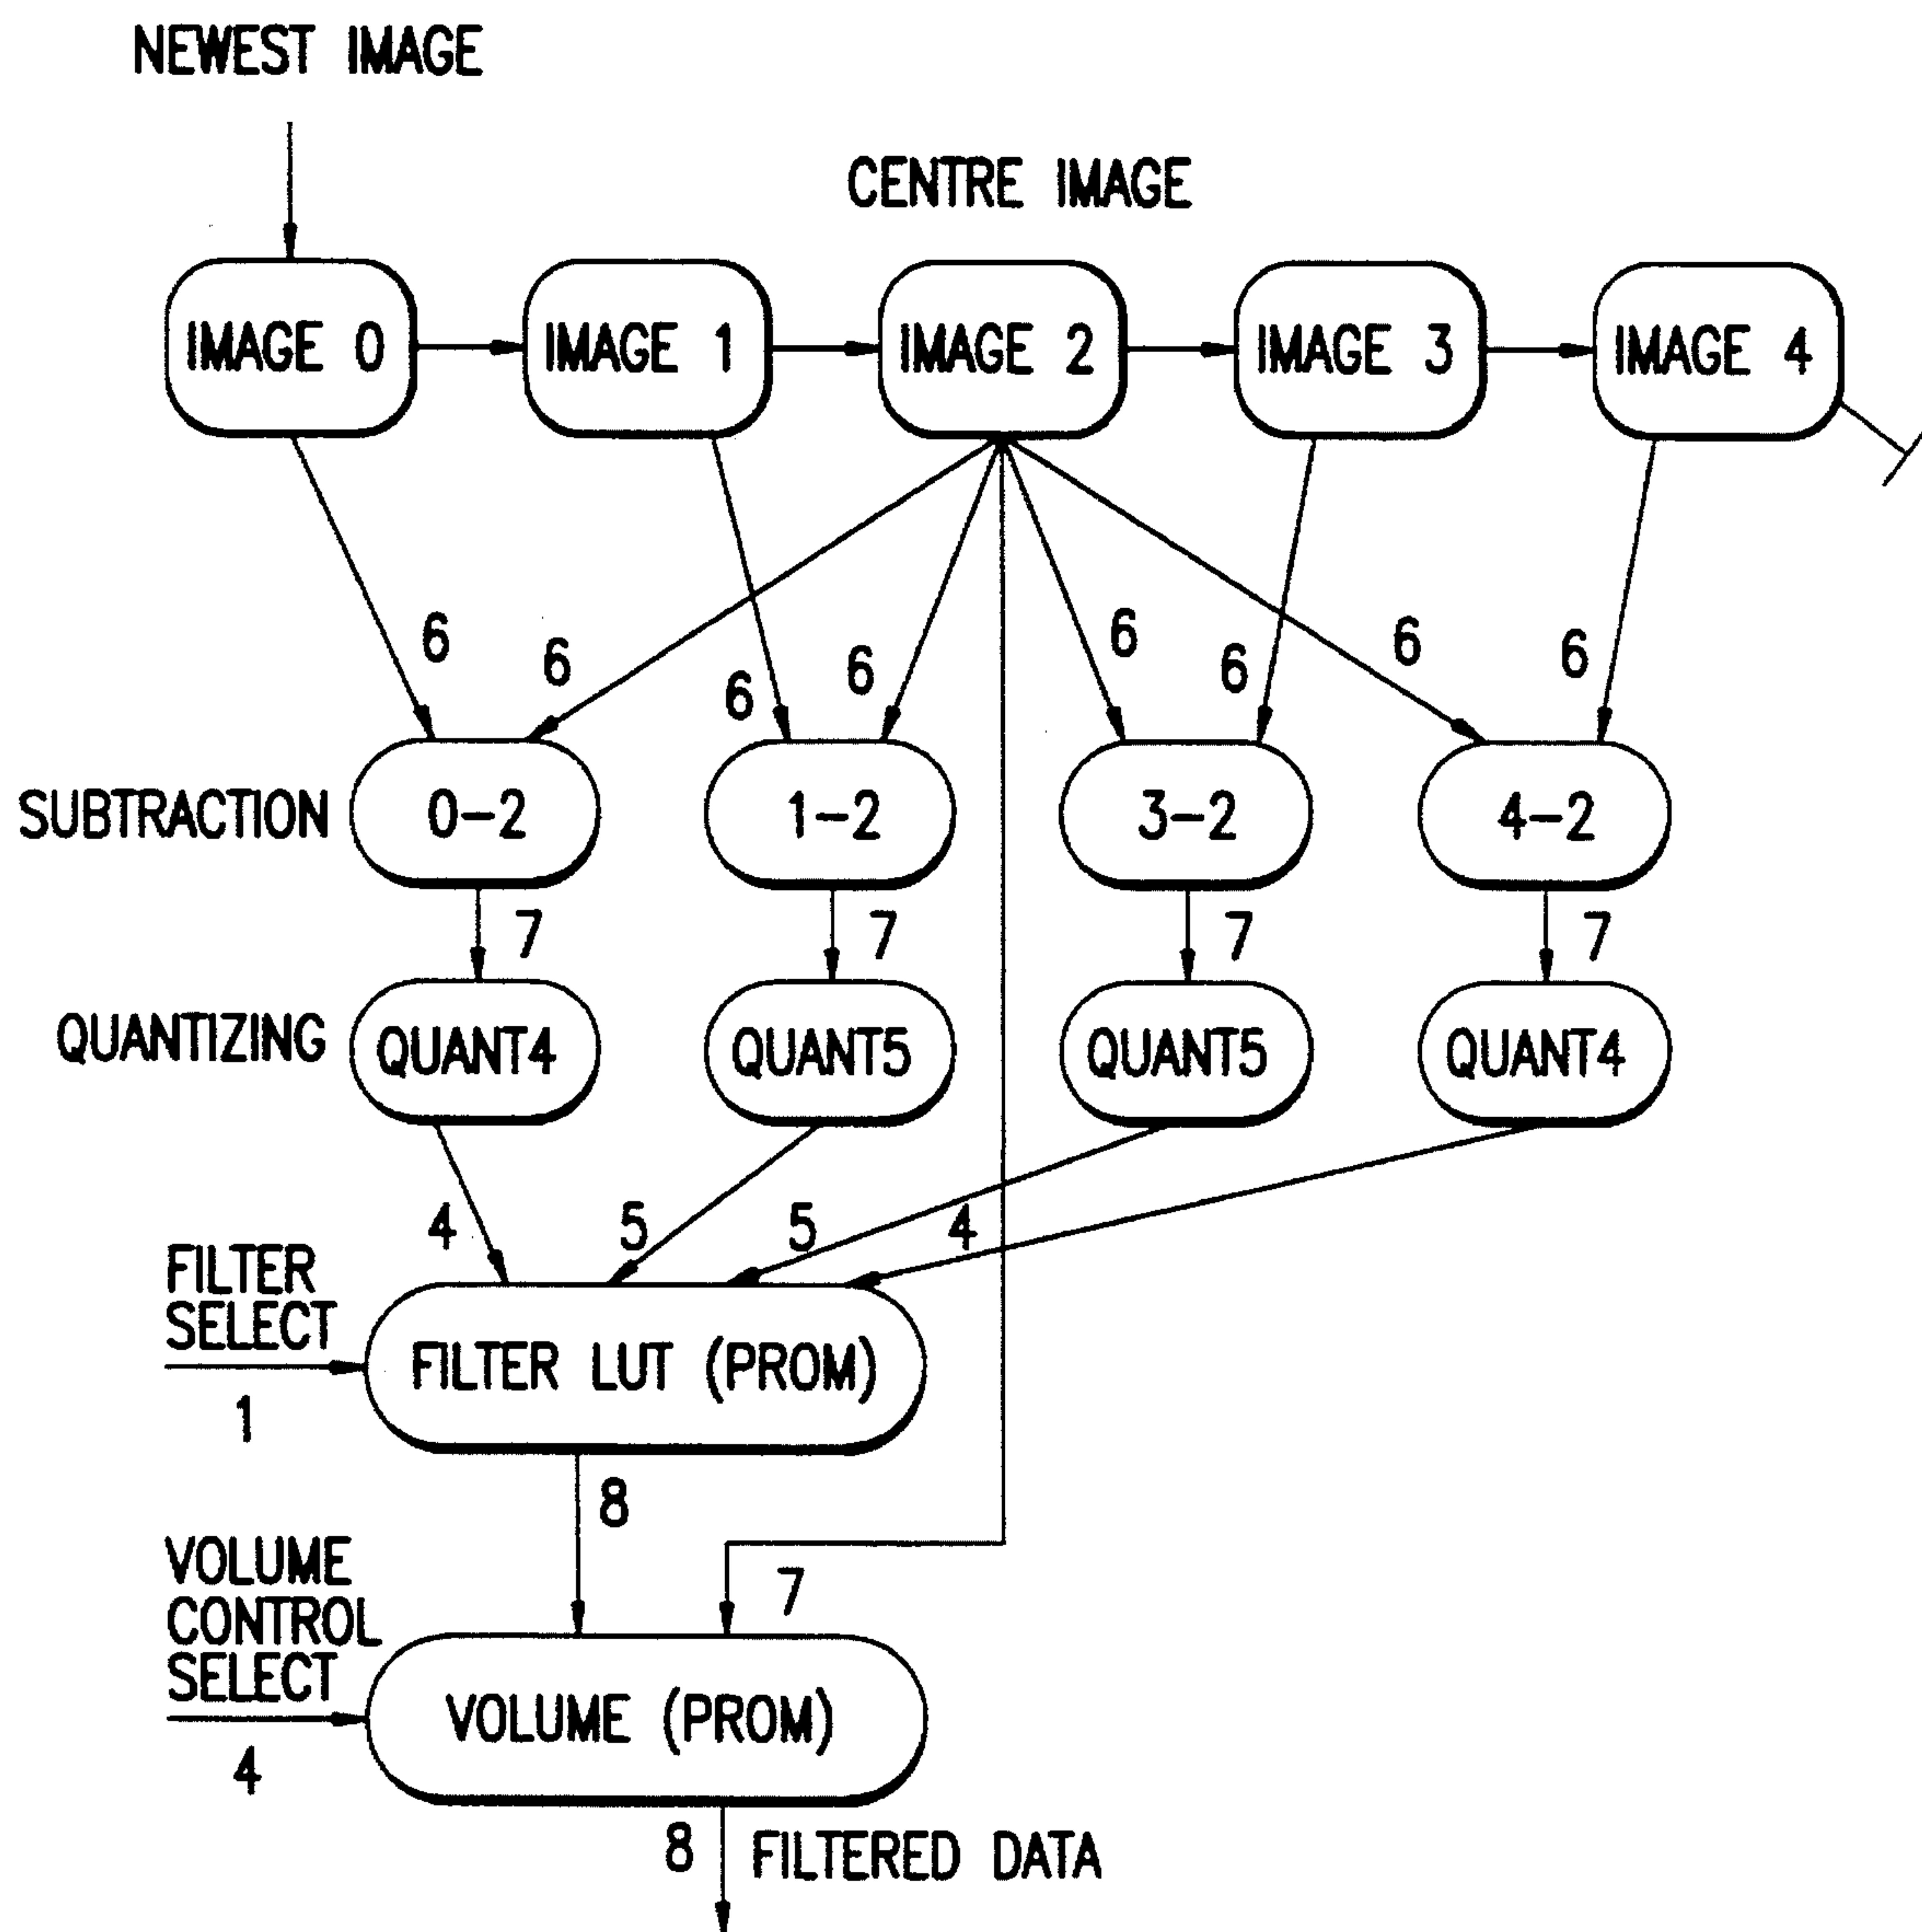 NEWEST IMAGE
CENTRE IMAGE
IMAGE 0
IMAGE 1
IMAGE 2
IMAGE 3
IMAGE 4
6
6
6
6
6
6
6
6
SUBTRACTION
0-2
1-2
3-2
4-2
7
7
7
7
QUANTIZING
QUANT4
QUANT5
QUANT5
QUANT4
4
5
5
4
FILTER
SELECT
1
FILTER LUT (PROM)
8
7
VOLUME
CONTROL
SELECT
4
VOLUME (PROM)
8
FILTERED DATA